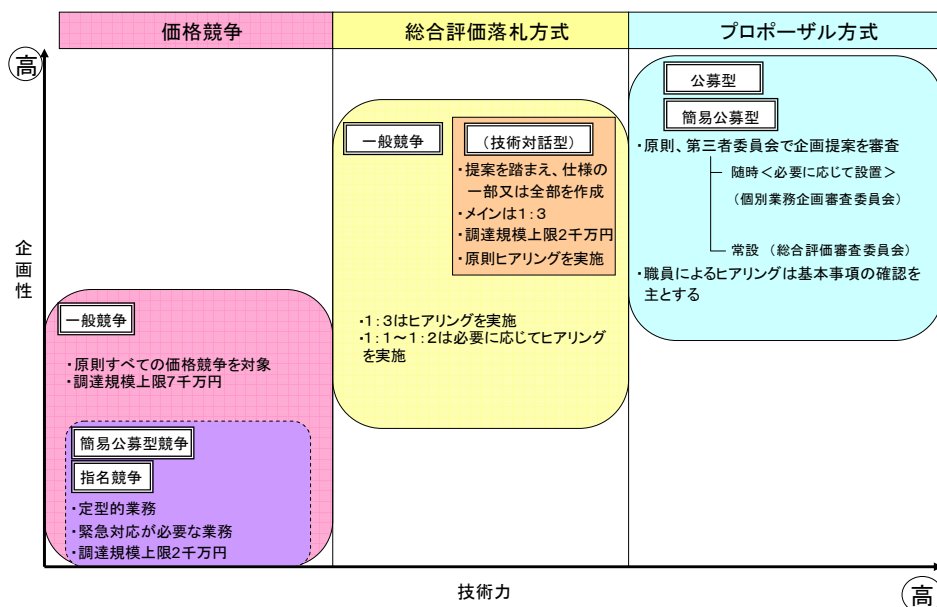 価格競争
総合評価落札方式
プロポーザル方式
高
企画性
一般競争
・原則すべての価格競争を対象
・調達規模上限7千万円
簡易公募型競争
指名競争
・定型的業務
・緊急対応が必要な業務
・調達規模上限2千万円
一般競争
(技術対話型)
・提案を踏まえ、仕様の
一部又は全部を作成
・メインは1:3
・調達規模上限2千万円
・原則ヒアリングを実施
・1:3はヒアリングを実施
・1:1~1:2は必要に応じてヒアリング
を実施
公募型
簡易公募型
・原則、第三者委員会で企画提案を審査
随時<必要に応じて設置>
(個別業務企画審査委員会)
常設 (総合評価審査委員会)
・職員によるヒアリングは基本事項の確認を
主とする
技術力
高